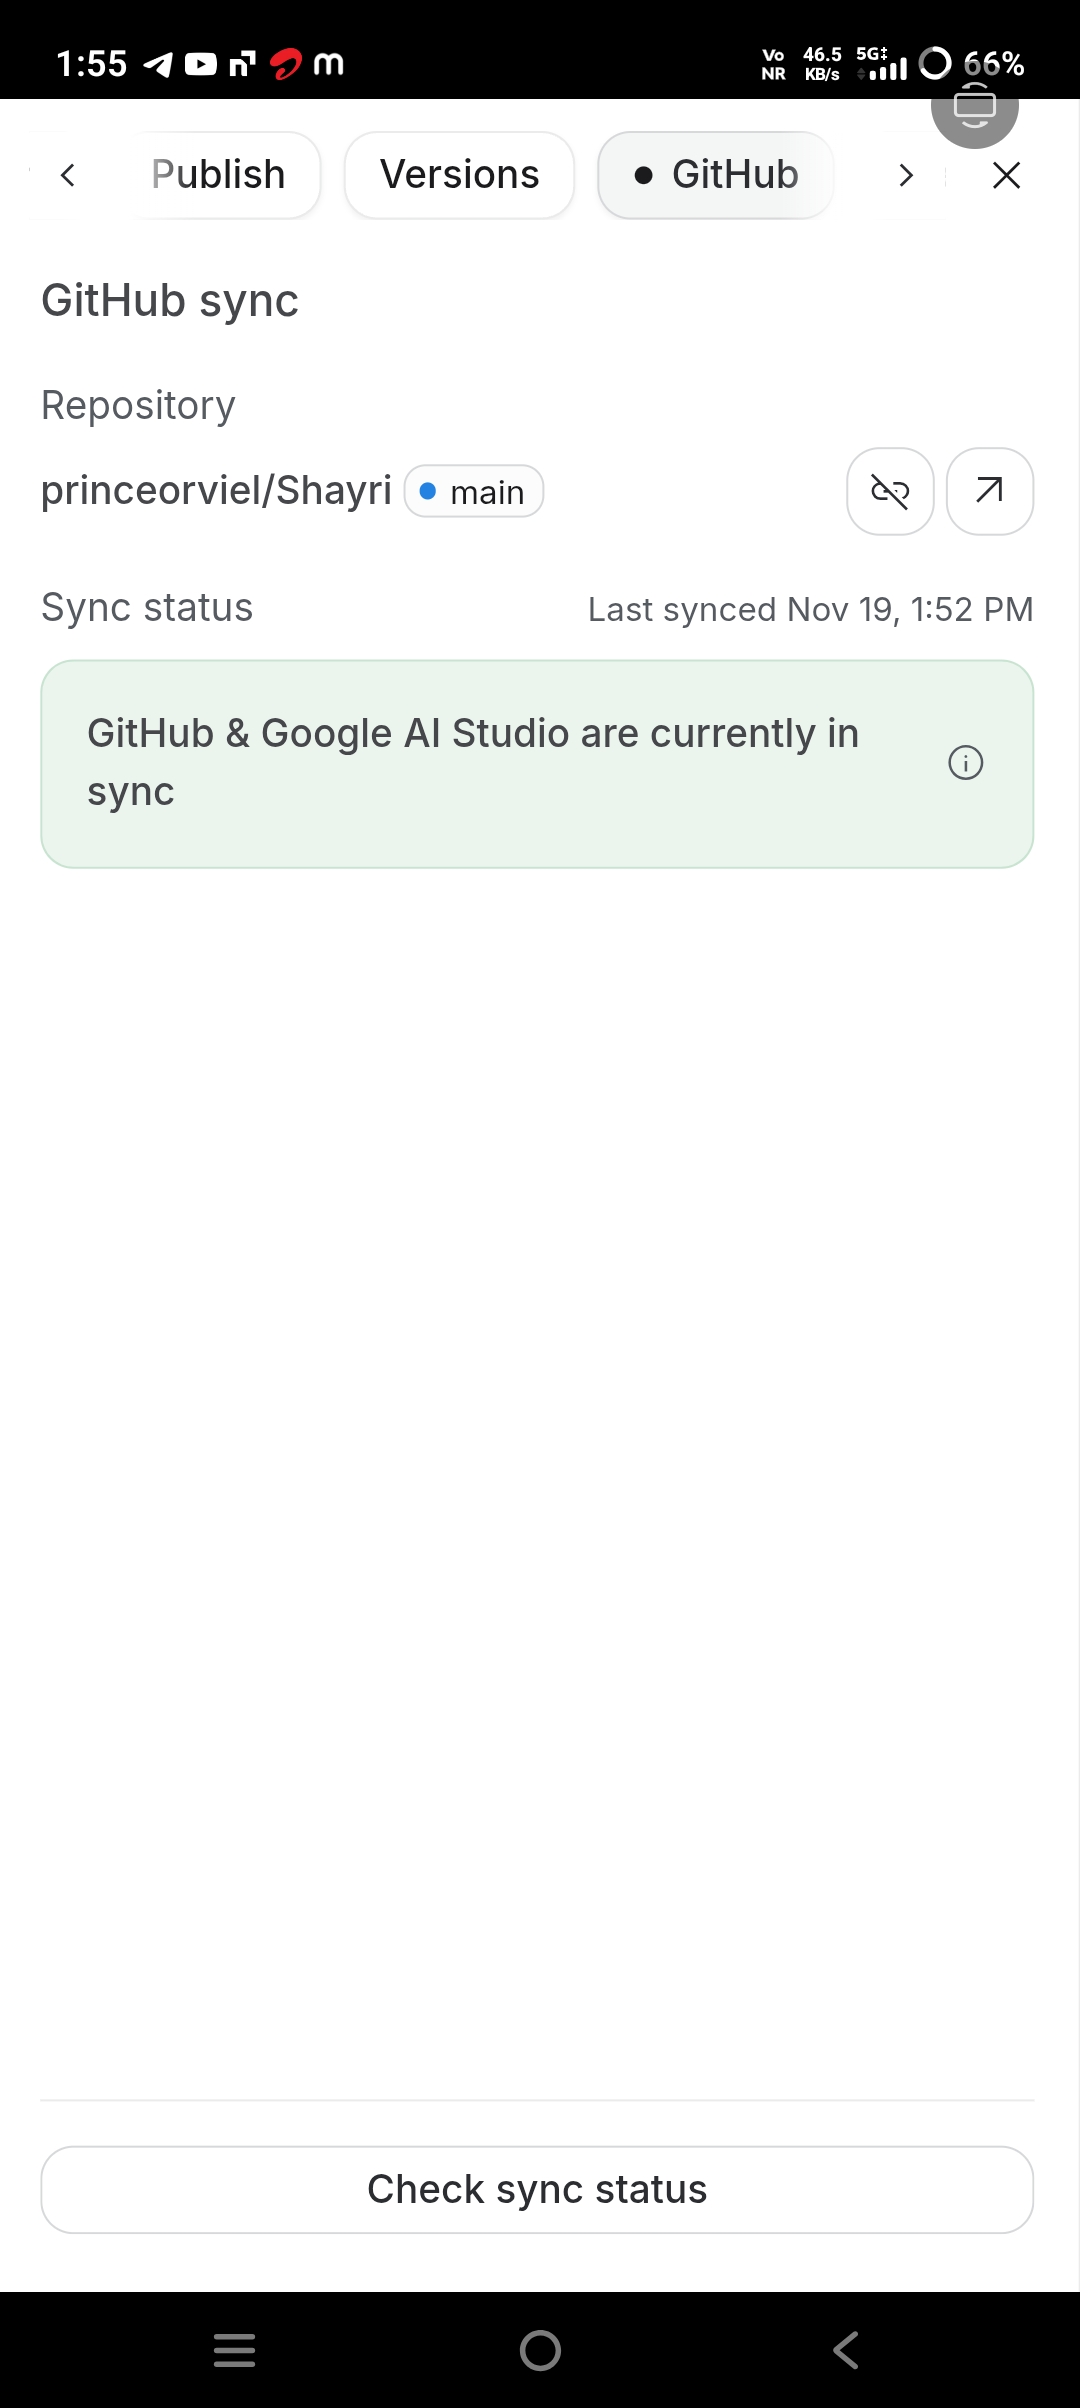 1:55
Vo NR 46.5 KB/s 5G 66%
Publish Versions GitHub
GitHub sync
Repository
princeorviel/Shayri main
Sync status Last synced Nov 19, 1:52 PM
GitHub & Google AI Studio are currently in
sync
Check sync status